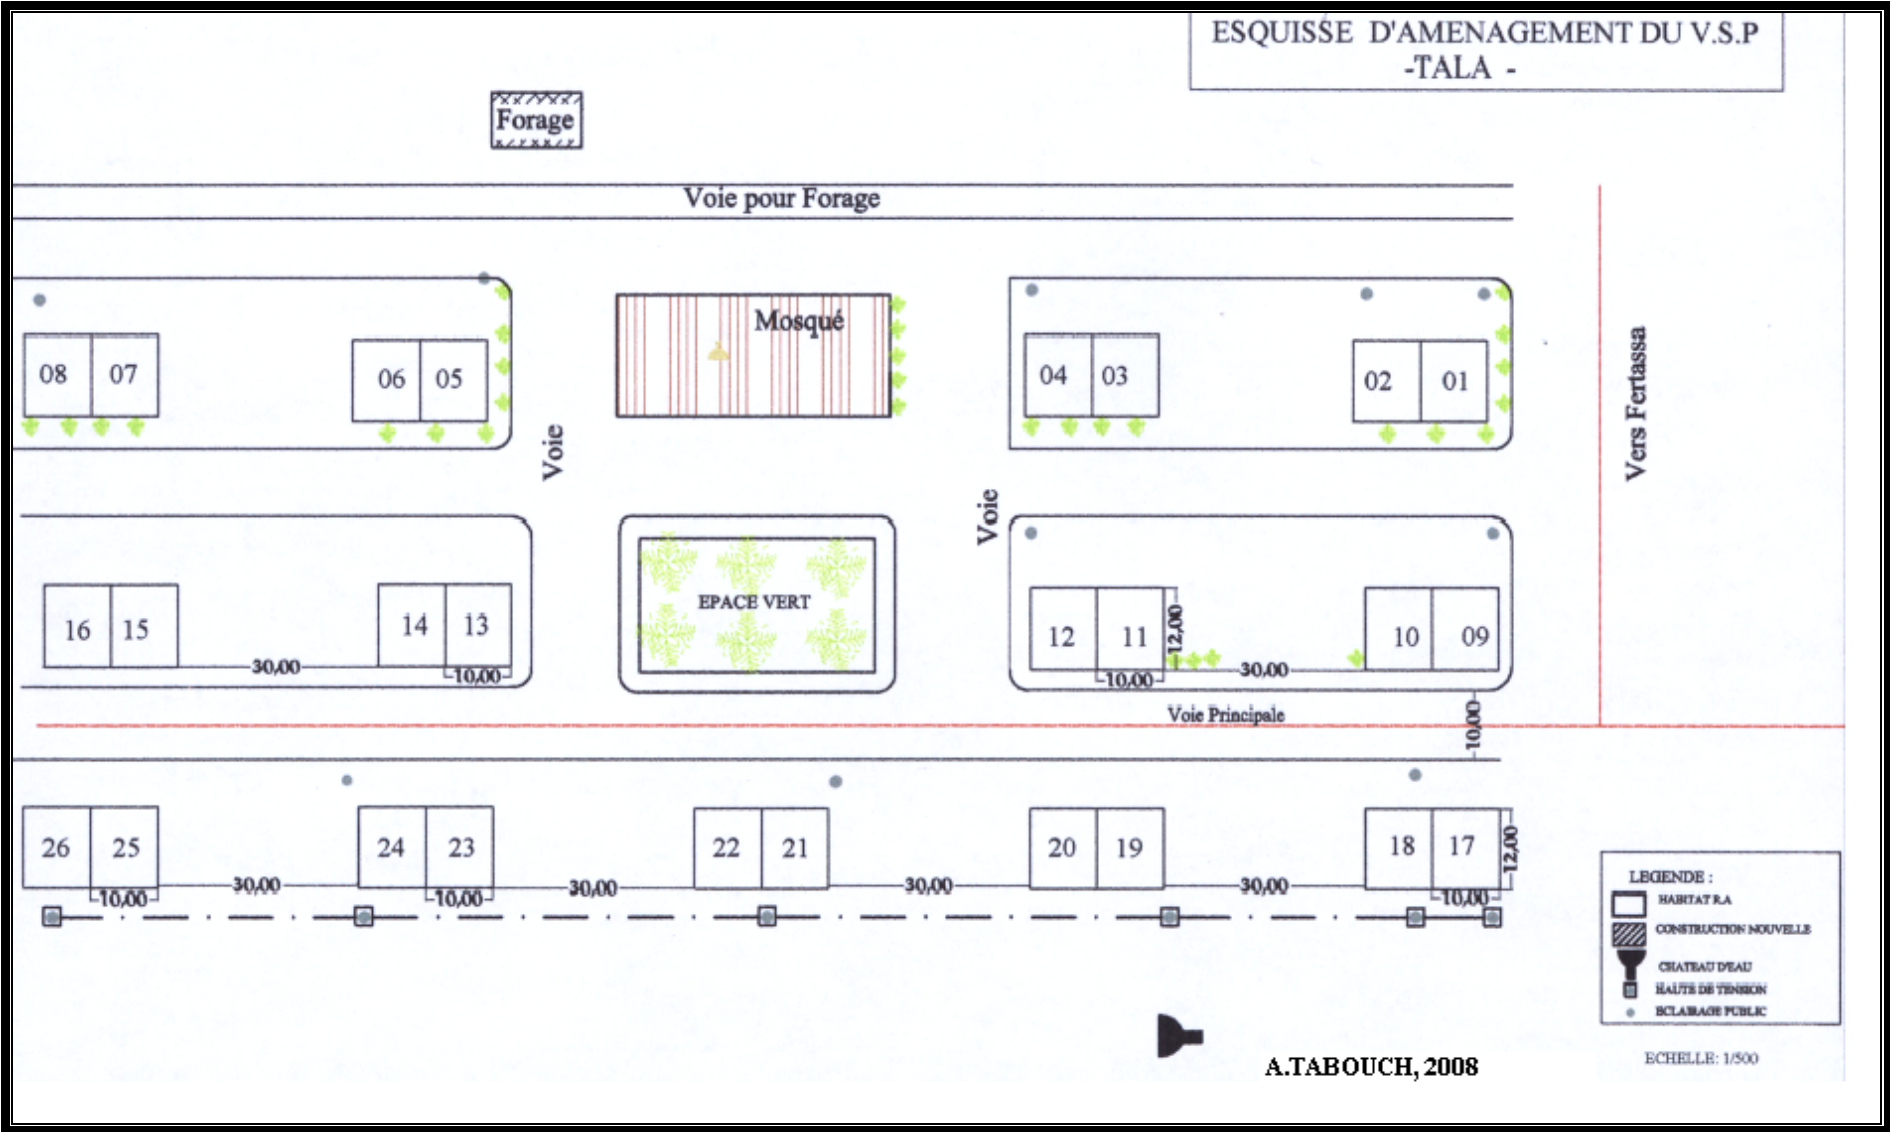 ESQUISSE D'AMENAGEMENT DU V.S.P
-TALA -
Forage
Voie pour Forage
Mosqué
08 07 06 05 04 03 02 01
Voie
Voie
Vers Fertassa
EPACE VERT
16 15 14 13 12 11 10 09
12,00
30,00 10,00 10,00 30,00
Voie Principale
10,00
26 25 24 23 22 21 20 19 18 17
12,00
10,00 30,00 10,00 30,00 30,00 30,00 10,00
LEGENDE :
HABITAT R.A
CONSTRUCTION NOUVELLE
CHATEAU D'EAU
HAUTE DE TENSION
ECLAIRAGE PUBLIC
ECHELLE: 1/500
A.TABOUCH, 2008